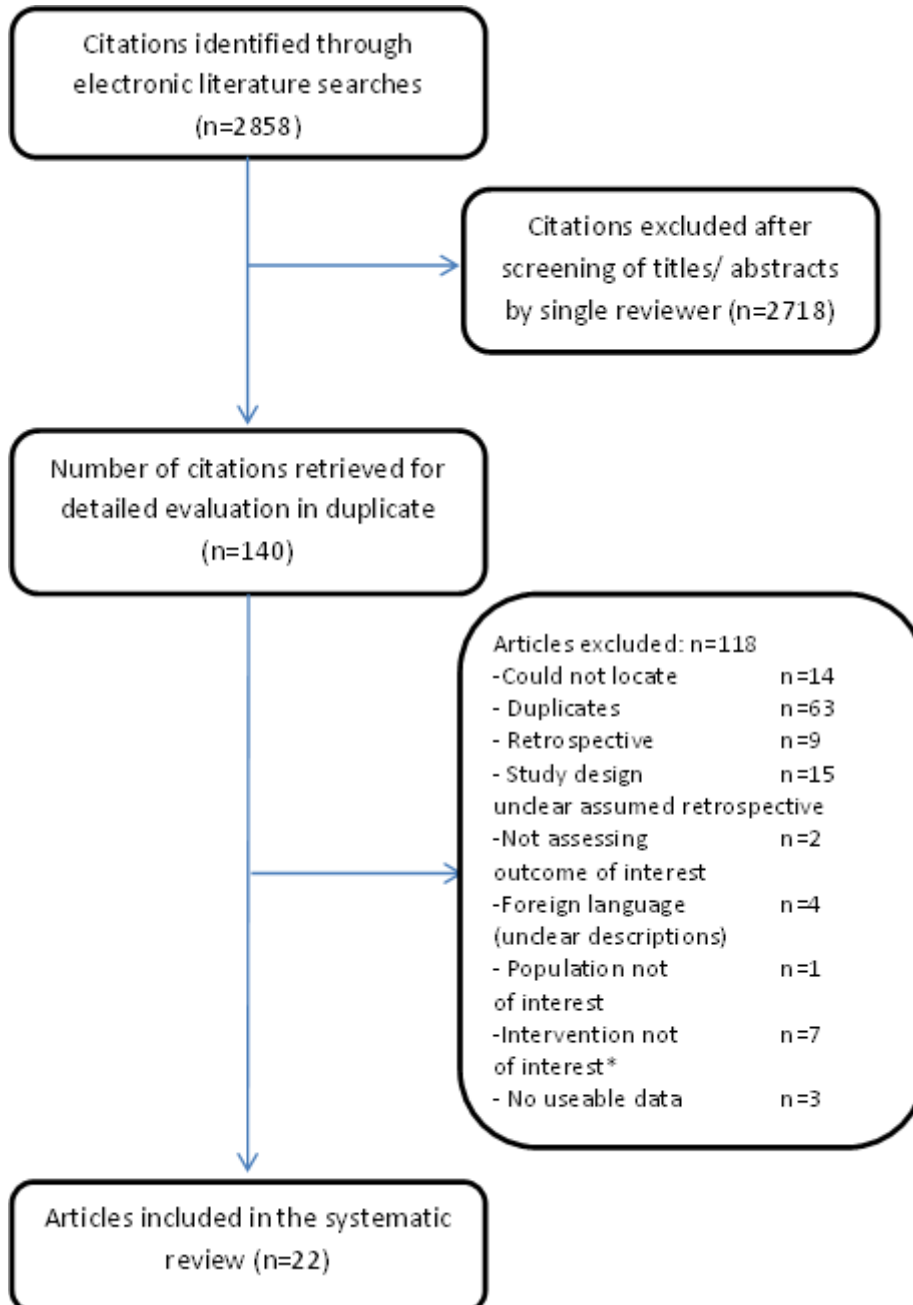 Citations identified through
electronic literature searches
(n=2858)
Citations excluded after
screening of titles/ abstracts
by single reviewer (n=2718)
Number of citations retrieved for
detailed evaluation in duplicate
(n=140)
Articles excluded: n=118
-Could not locate n=14
- Duplicates n=63
- Retrospective n=9
- Study design n=15
unclear assumed retrospective
-Not assessing n=2
outcome of interest
-Foreign language n=4
(unclear descriptions)
- Population not n=1
of interest
-Intervention not n=7
of interest*
- No useable data n=3
Articles included in the systematic
review (n=22)